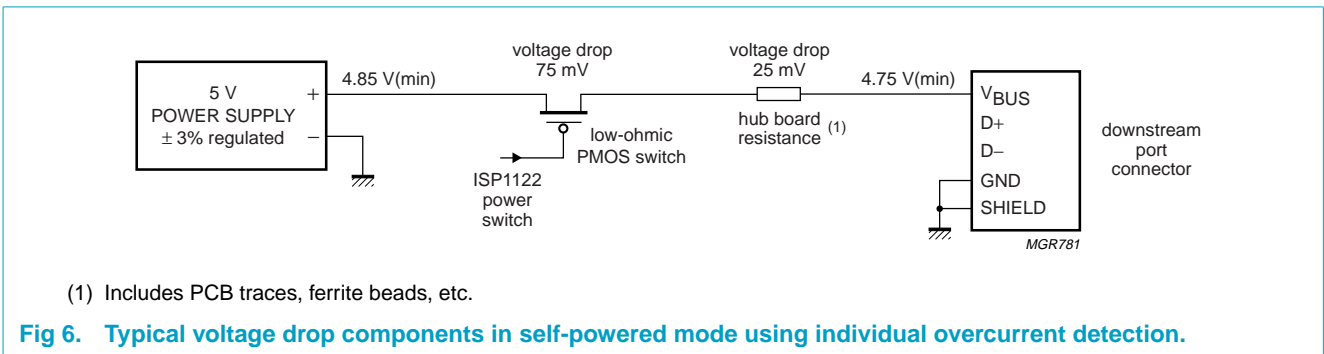 voltage drop
75 mV
voltage drop
25 mV
4.85 V(min)
4.75 V(min)
5 V
POWER SUPPLY
± 3% regulated
+
−
low-ohmic
PMOS switch
hub board
resistance (1)
ISP1122
power
switch
VBUS
D+
D−
GND
SHIELD
downstream
port
connector
MGR781
(1) Includes PCB traces, ferrite beads, etc.
Fig 6. Typical voltage drop components in self-powered mode using individual overcurrent detection.